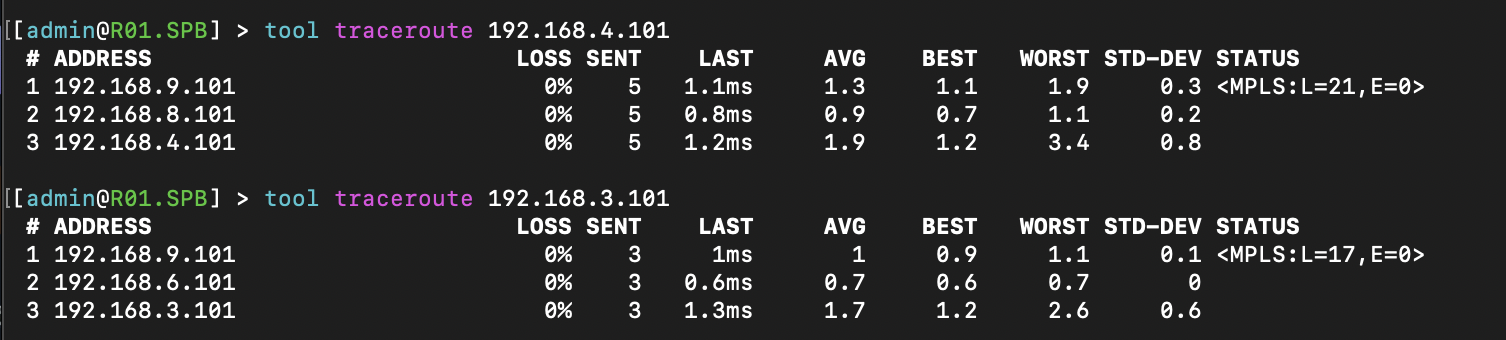 [[admin@R01.SPB] > tool traceroute 192.168.4.101
# ADDRESS LOSS SENT LAST AVG BEST WORST STD-DEV STATUS
1 192.168.9.101 0% 5 1.1ms 1.3 1.1 1.9 0.3 <MPLS:L=21,E=0>
2 192.168.8.101 0% 5 0.8ms 0.9 0.7 1.1 0.2
3 192.168.4.101 0% 5 1.2ms 1.9 1.2 3.4 0.8
[[admin@R01.SPB] > tool traceroute 192.168.3.101
# ADDRESS LOSS SENT LAST AVG BEST WORST STD-DEV STATUS
1 192.168.9.101 0% 3 1ms 1 0.9 1.1 0.1 <MPLS:L=17,E=0>
2 192.168.6.101 0% 3 0.6ms 0.7 0.6 0.7 0
3 192.168.3.101 0% 3 1.3ms 1.7 1.2 2.6 0.6